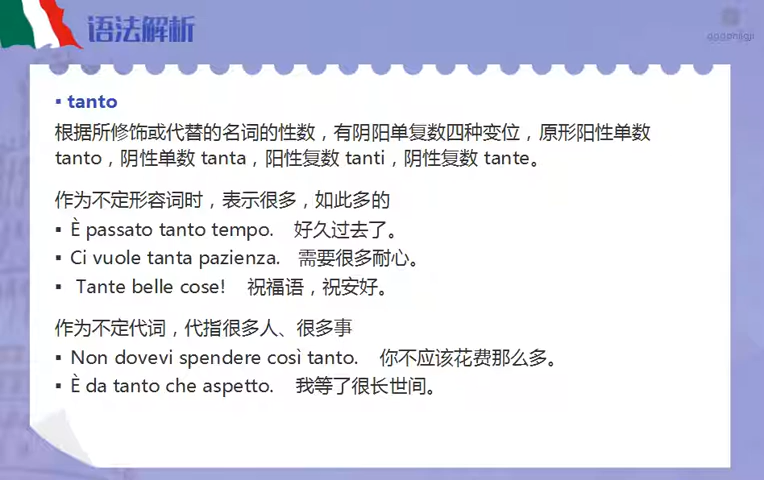 语法解析
▪ tanto
根据所修饰或代替的名词的性数，有阴阳单复数四种变位，原形阳性单数
tanto，阴性单数 tanta，阳性复数 tanti，阴性复数 tante。
作为不定形容词时，表示很多，如此多的
▪ È passato tanto tempo. 好久过去了。
▪ Ci vuole tanta pazienza. 需要很多耐心。
▪ Tante belle cose! 祝福语，祝安好。
作为不定代词，代指很多人、很多事
▪ Non dovevi spendere così tanto. 你不应该花费那么多。
▪ È da tanto che aspetto. 我等了很长世间。